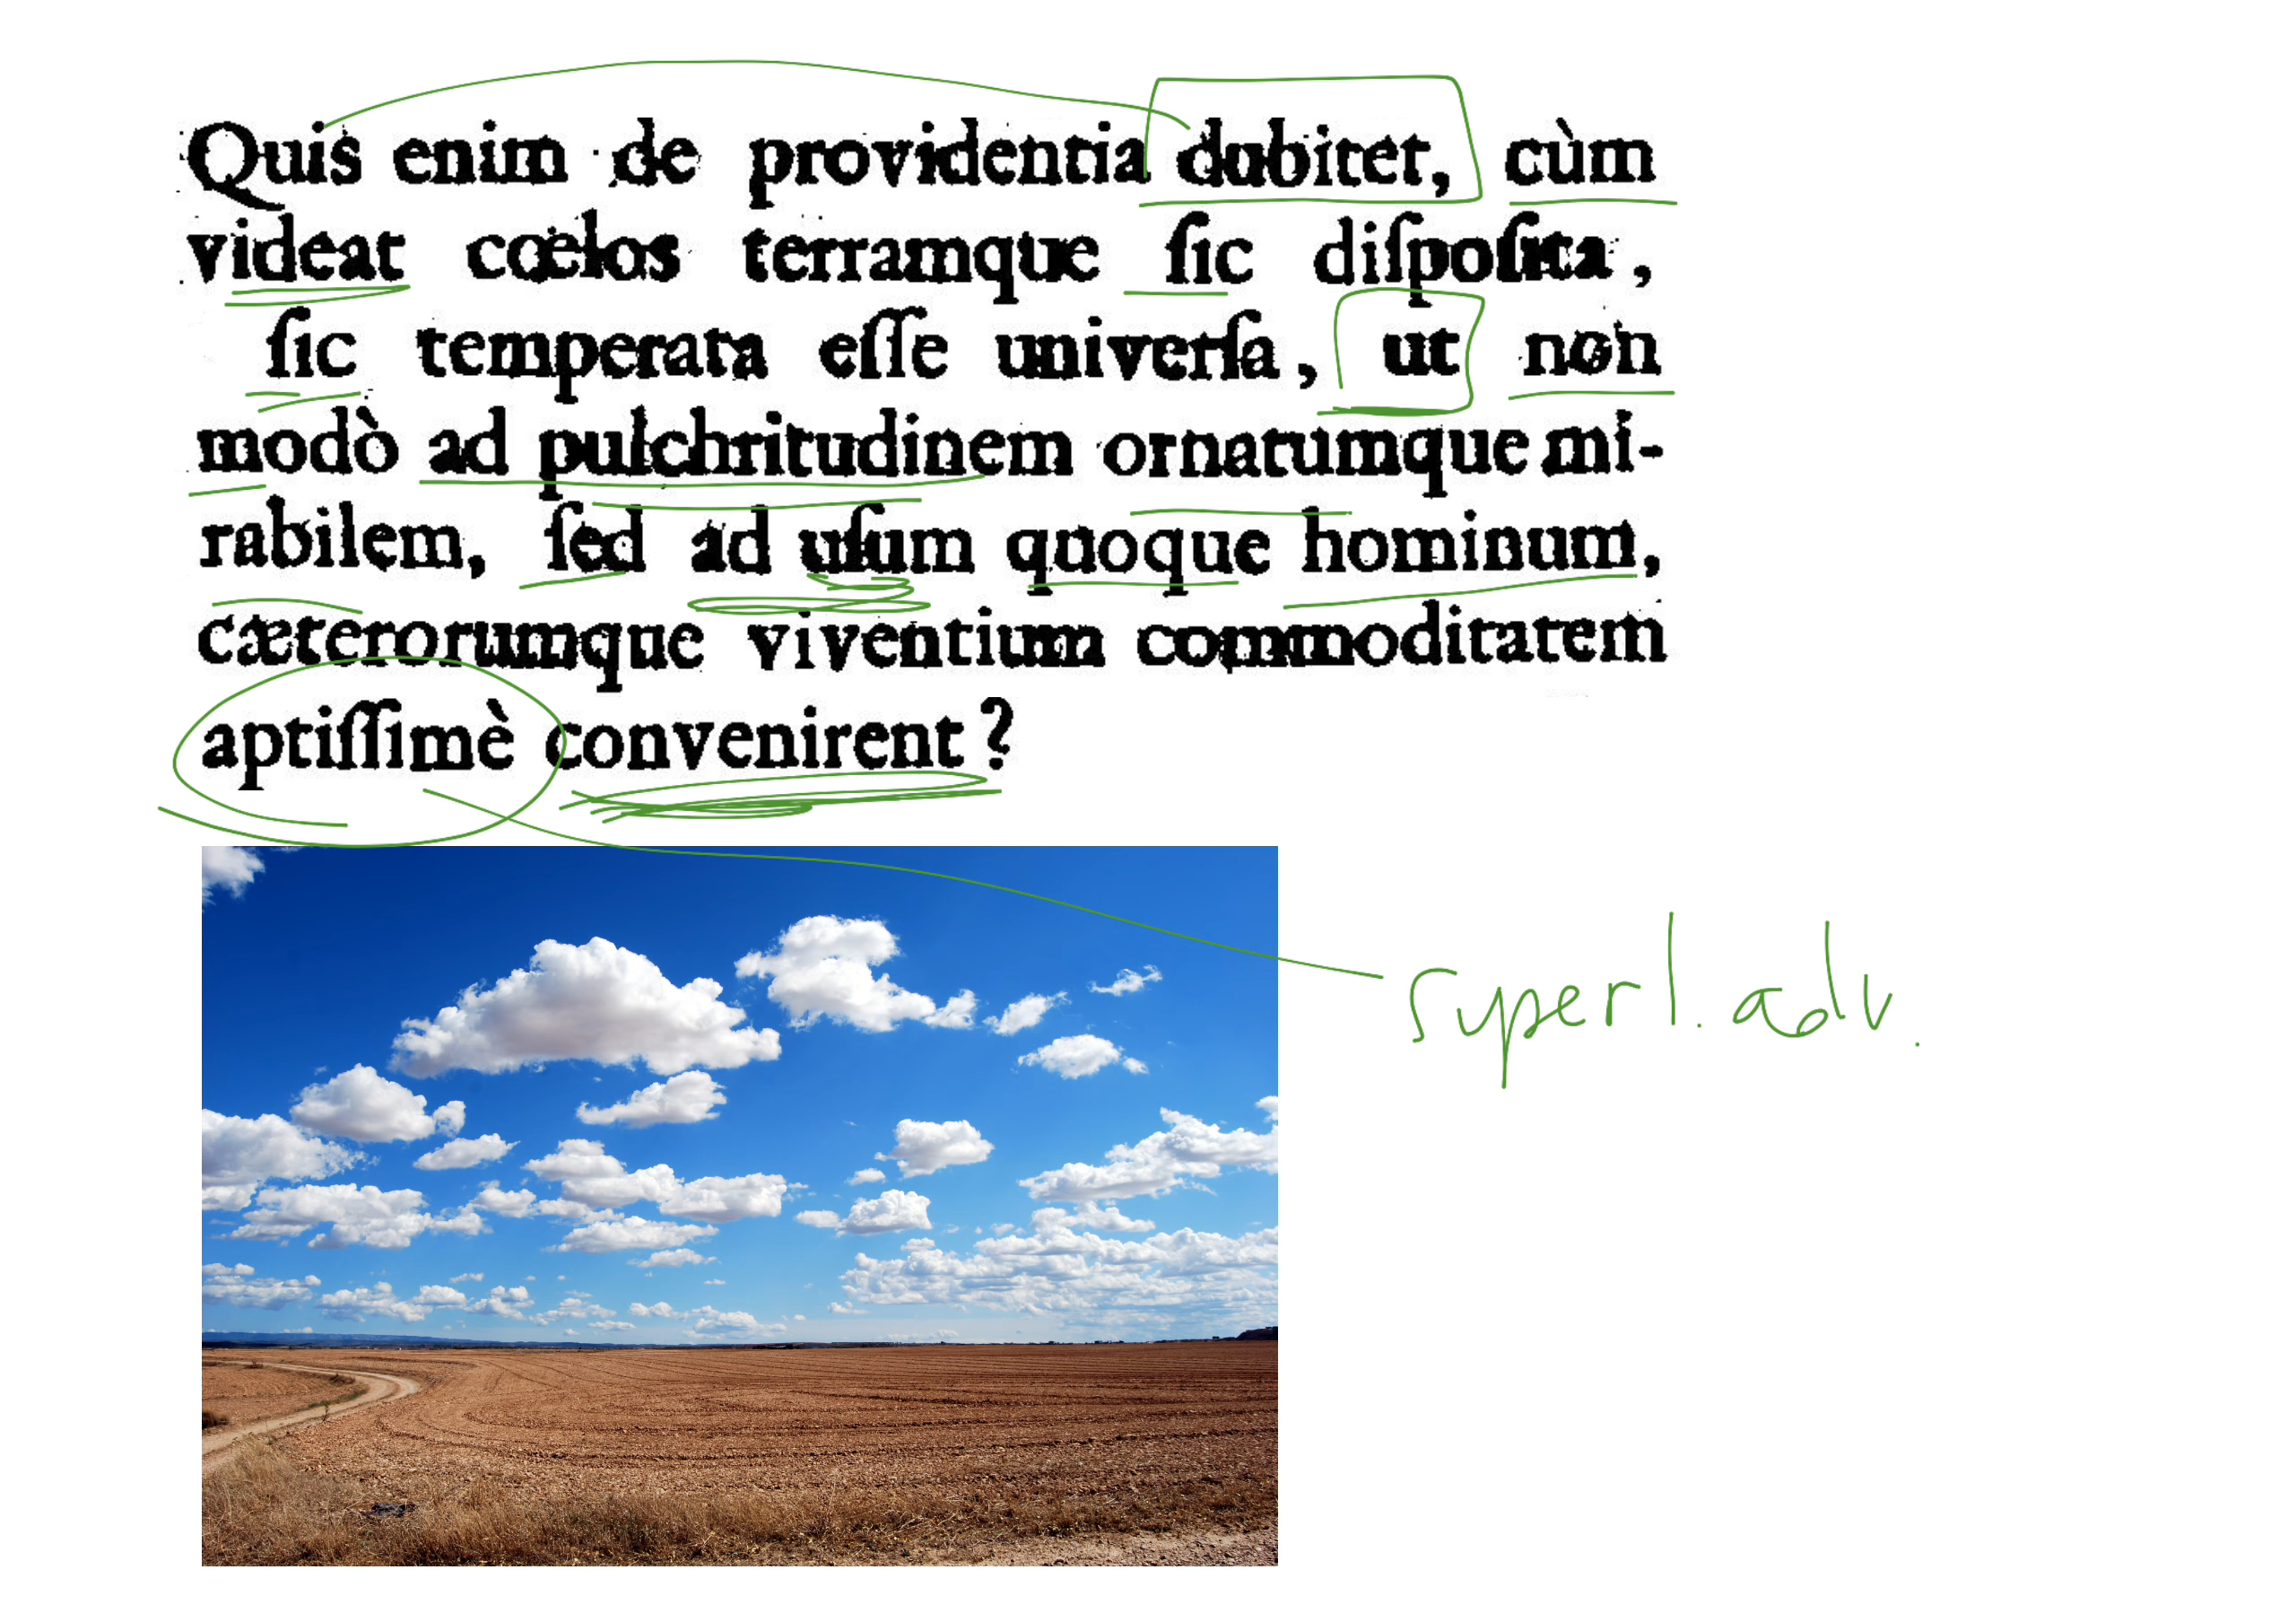 Quis enim de providentia dubitet, cùm
videat cœlos terramque ſic diſpoſita,
ſic temperata eſſe univerſa, ut non
modò ad pulchritudinem ornatumque mi-
rabilem, ſed ad uſum quoque hominum,
cæterorumque viventium commoditatem
aptiſſimè convenirent?
superl. adv.